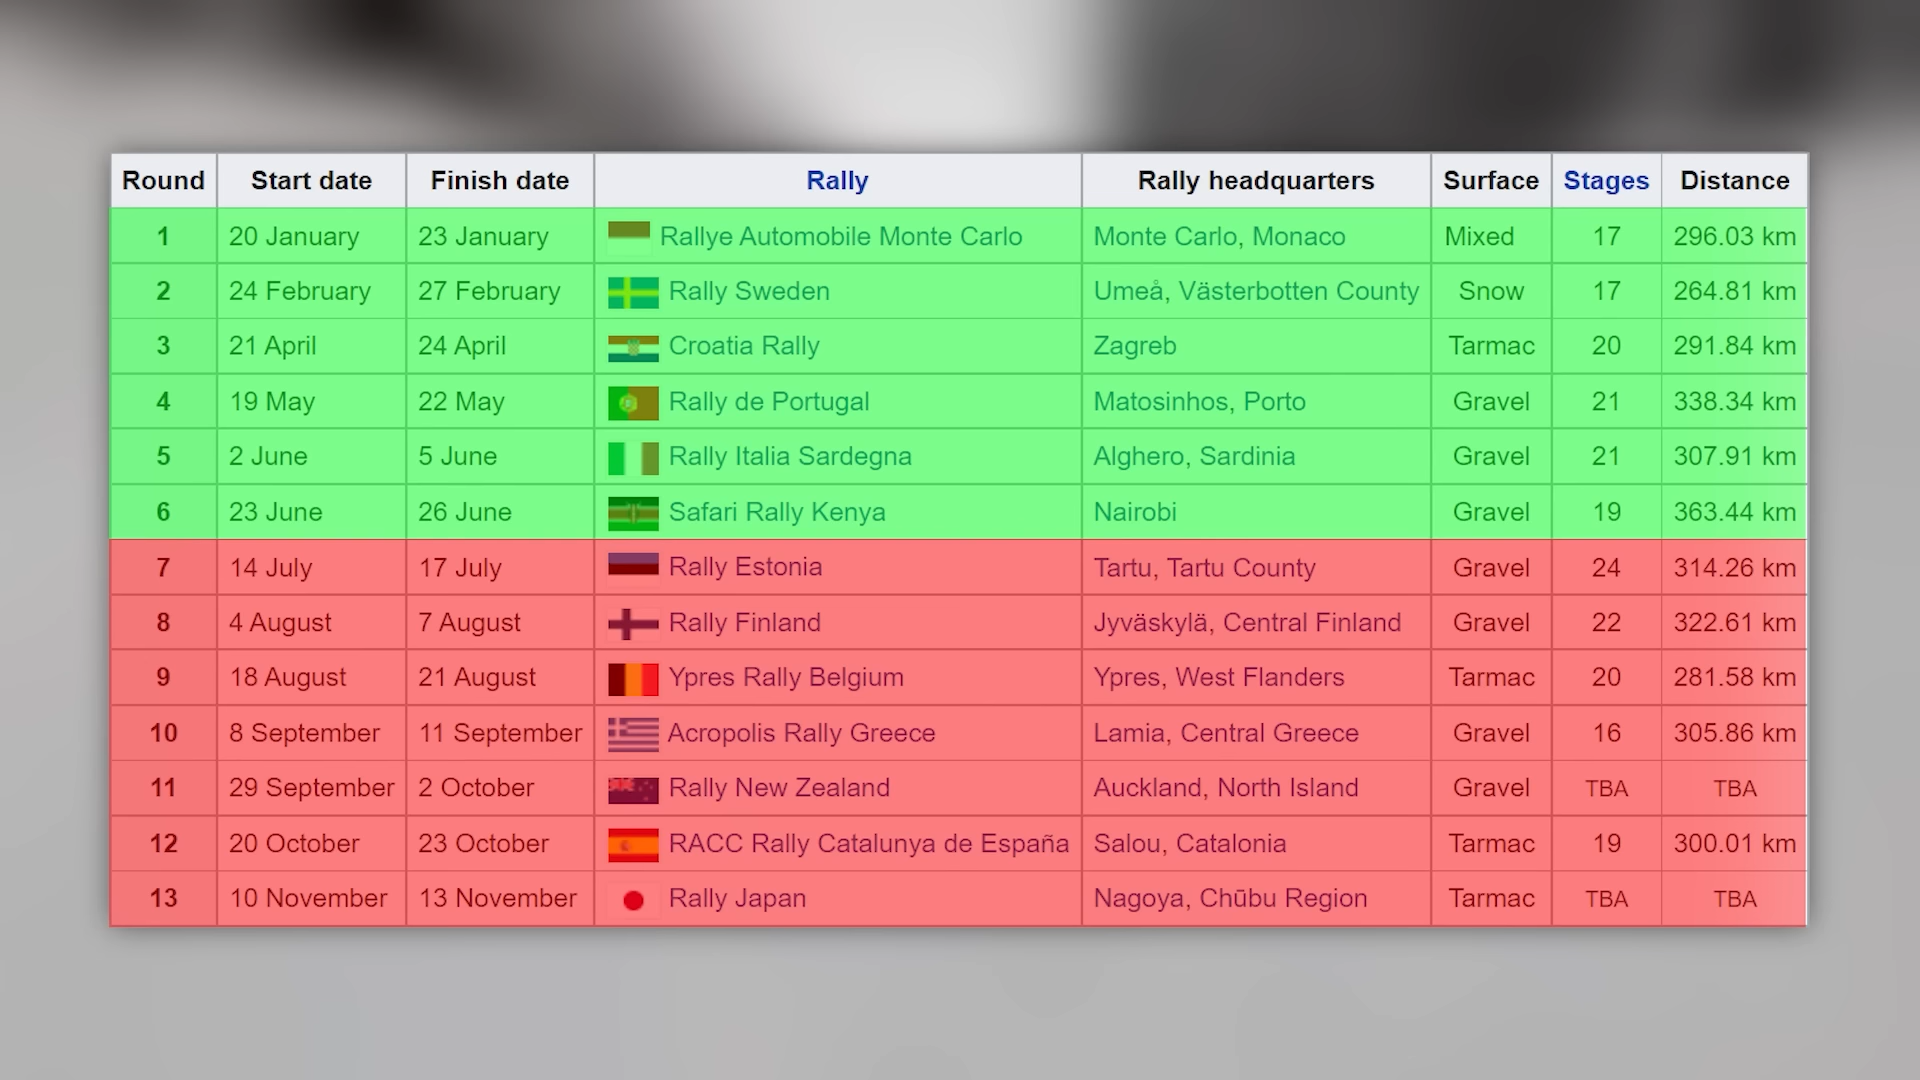 Round Start date Finish date Rally Rally headquarters Surface Stages Distance
1 20 January 23 January Rallye Automobile Monte Carlo Monte Carlo, Monaco Mixed 17 296.03 km
2 24 February 27 February Rally Sweden Umeå, Västerbotten County Snow 17 264.81 km
3 21 April 24 April Croatia Rally Zagreb Tarmac 20 291.84 km
4 19 May 22 May Rally de Portugal Matosinhos, Porto Gravel 21 338.34 km
5 2 June 5 June Rally Italia Sardegna Alghero, Sardinia Gravel 21 307.91 km
6 23 June 26 June Safari Rally Kenya Nairobi Gravel 19 363.44 km
7 14 July 17 July Rally Estonia Tartu, Tartu County Gravel 24 314.26 km
8 4 August 7 August Rally Finland Jyväskylä, Central Finland Gravel 22 322.61 km
9 18 August 21 August Ypres Rally Belgium Ypres, West Flanders Tarmac 20 281.58 km
10 8 September 11 September Acropolis Rally Greece Lamia, Central Greece Gravel 16 305.86 km
11 29 September 2 October Rally New Zealand Auckland, North Island Gravel TBA TBA
12 20 October 23 October RACC Rally Catalunya de España Salou, Catalonia Tarmac 19 300.01 km
13 10 November 13 November Rally Japan Nagoya, Chūbu Region Tarmac TBA TBA